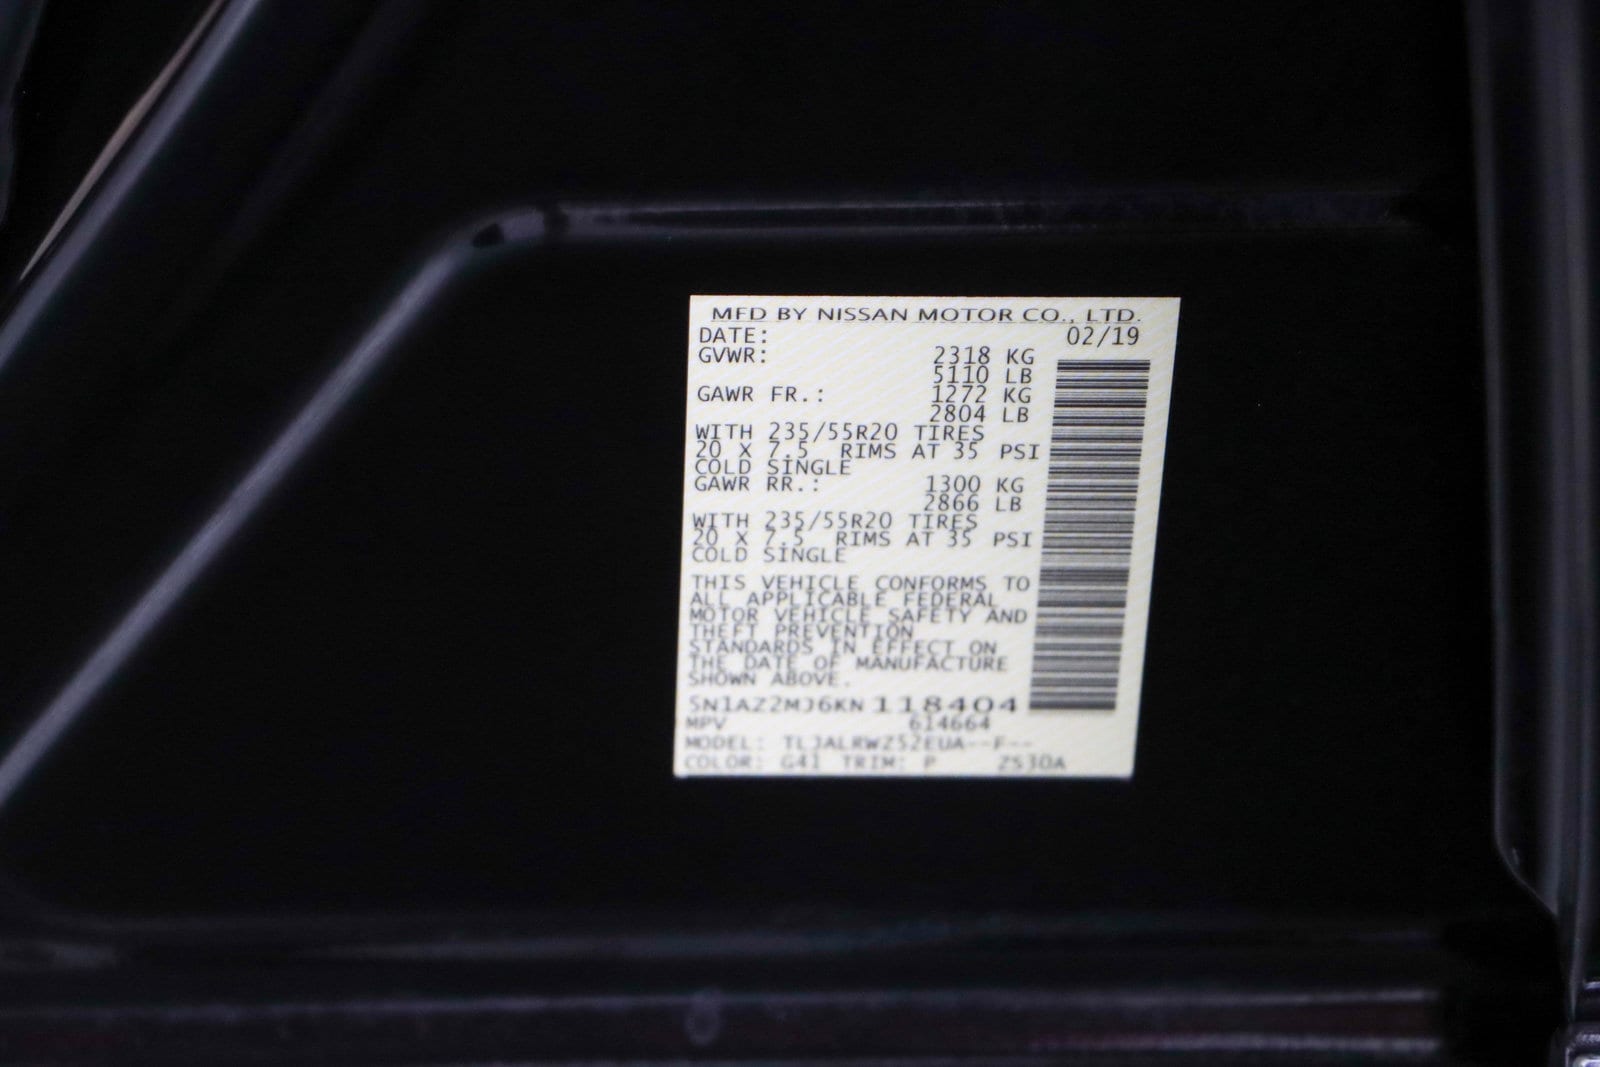 MFD BY NISSAN MOTOR CO., LTD.
DATE: 02/19
GVWR: 2318 KG
5110 LB
GAWR FR.: 1272 KG
2804 LB
WITH 235/55R20 TIRES
20 X 7.5 RIMS AT 35 PSI
COLD SINGLE
GAWR RR.: 1300 KG
2866 LB
WITH 235/55R20 TIRES
20 X 7.5 RIMS AT 35 PSI
COLD SINGLE
THIS VEHICLE CONFORMS TO
ALL APPLICABLE FEDERAL
MOTOR VEHICLE SAFETY AND
THEFT PREVENTION
STANDARDS IN EFFECT ON
THE DATE OF MANUFACTURE
SHOWN ABOVE.
5N1AZ2MJ6KN 118404
MPV 614664
MODEL: TLJALRWZ52EUA--F--
COLOR: G41 TRIM: P ZS30A